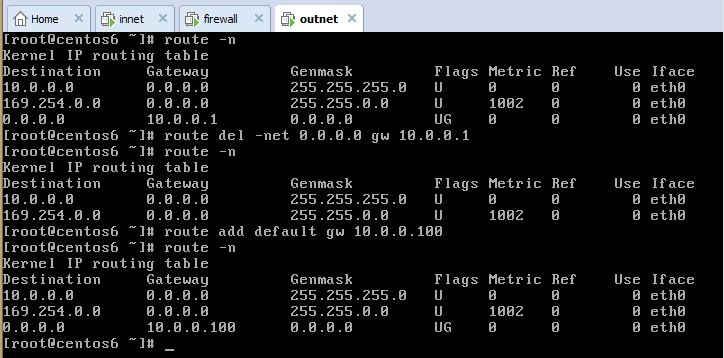 Home innet firewall outnet
[root@centos6 ~]# route -n
Kernel IP routing table
Destination Gateway Genmask Flags Metric Ref Use Iface
10.0.0.0 0.0.0.0 255.255.255.0 U 0 0 0 eth0
169.254.0.0 0.0.0.0 255.255.0.0 U 1002 0 0 eth0
0.0.0.0 10.0.0.1 0.0.0.0 UG 0 0 0 eth0
[root@centos6 ~]# route del -net 0.0.0.0 gw 10.0.0.1
[root@centos6 ~]# route -n
Kernel IP routing table
Destination Gateway Genmask Flags Metric Ref Use Iface
10.0.0.0 0.0.0.0 255.255.255.0 U 0 0 0 eth0
169.254.0.0 0.0.0.0 255.255.0.0 U 1002 0 0 eth0
[root@centos6 ~]# route add default gw 10.0.0.100
[root@centos6 ~]# route -n
Kernel IP routing table
Destination Gateway Genmask Flags Metric Ref Use Iface
10.0.0.0 0.0.0.0 255.255.255.0 U 0 0 0 eth0
169.254.0.0 0.0.0.0 255.255.0.0 U 1002 0 0 eth0
0.0.0.0 10.0.0.100 0.0.0.0 UG 0 0 0 eth0
[root@centos6 ~]# _